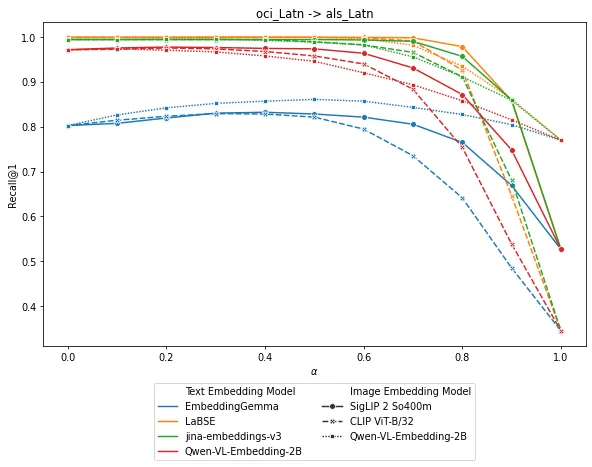 oci_Latn -> als_Latn
1.0
0.9
0.8
0.7
0.6
0.5
0.4
Recall@1
0.0 0.2 0.4 0.6 0.8 1.0
α
Text Embedding Model Image Embedding Model
EmbeddingGemma SigLIP 2 So400m
LaBSE CLIP ViT-B/32
jina-embeddings-v3 Qwen-VL-Embedding-2B
Qwen-VL-Embedding-2B